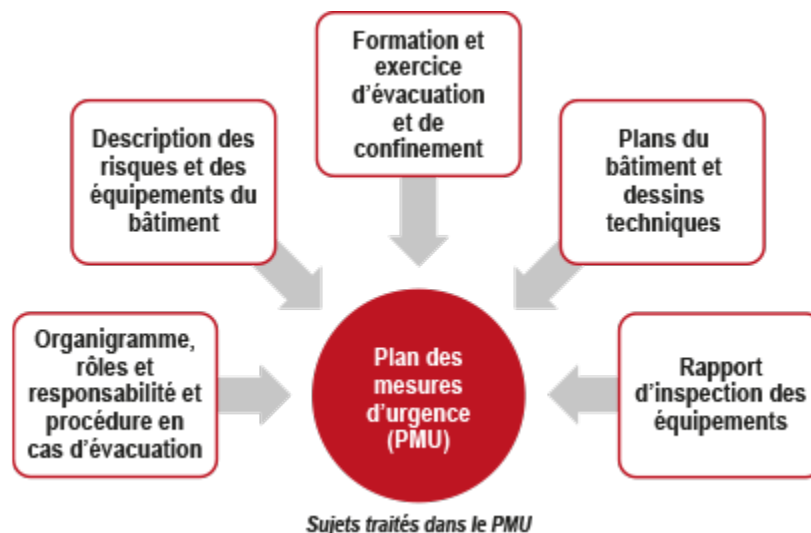 Formation et
exercice
d'évacuation
et de
confinement
Description des
risques et des
équipements du
bâtiment
Plans du
bâtiment et
dessins
techniques
Organigramme,
rôles et
responsabilité et
procédure en
cas d'évacuation
Plan des
mesures
d'urgence
(PMU)
Rapport
d'inspection des
équipements
Sujets traités dans le PMU